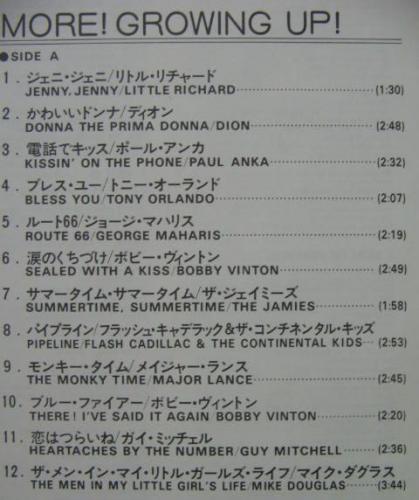 MORE! GROWING UP!
●SIDE A
1. ジェニ・ジェニ/リトル・リチャード
JENNY, JENNY/LITTLE RICHARD (1:30)
2. かわいいドンナ/ディオン
DONNA THE PRIMA DONNA/DION (2:48)
3. 電話でキッス/ポール・アンカ
KISSIN' ON THE PHONE/PAUL ANKA (2:32)
4. ブレス・ユー/トニー・オーランド
BLESS YOU/TONY ORLANDO (2:07)
5. ルート66/ジョージ・マハリス
ROUTE 66/GEORGE MAHARIS (2:19)
6. 涙のくちづけ/ボビー・ヴィントン
SEALED WITH A KISS/BOBBY VINTON (2:49)
7. サマータイム・サマータイム/ザ・ジェイミーズ
SUMMERTIME, SUMMERTIME/THE JAMIES (1:58)
8. パイプライン/フラッシュ・キャデラック&ザ・コンチネンタル・キッズ
PIPELINE/FLASH CADILLAC & THE CONTINENTAL KIDS (2:53)
9. モンキー・タイム/メイジャー・ランス
THE MONKY TIME/MAJOR LANCE (2:45)
10. ブルー・ファイアー/ボビー・ヴィントン
THERE! I'VE SAID IT AGAIN BOBBY VINTON (2:20)
11. 恋はつらいね/ガイ・ミッチェル
HEARTACHES BY THE NUMBER/GUY MITCHELL (2:36)
12. ザ・メン・イン・マイ・リトル・ガールズ・ライフ/マイク・ダグラス
THE MEN IN MY LITTLE GIRL'S LIFE/MIKE DOUGLAS (3:44)